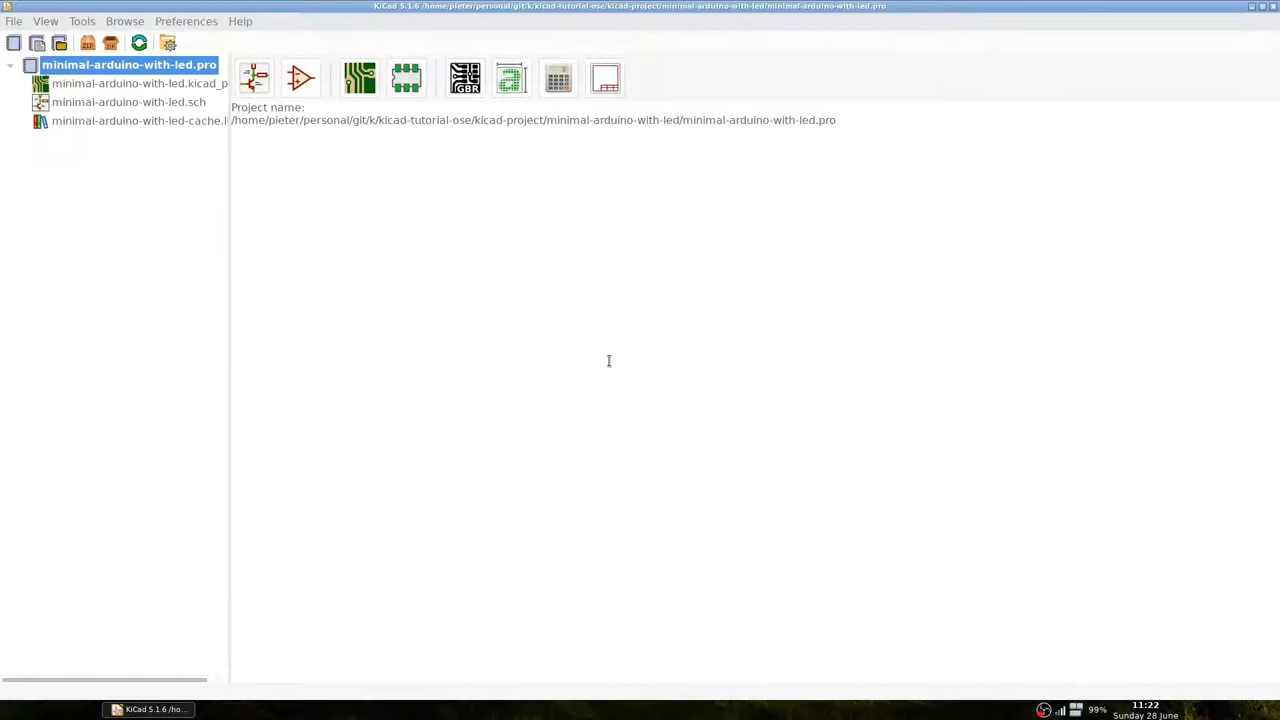 KiCad 5.1.6 /home/pieter/personal/git/k/kicad-tutorial-ose/kicad-project/minimal-arduino-with-led/minimal-arduino-with-led.pro
File View Tools Browse Preferences Help
ZIP ZIP
minimal-arduino-with-led.pro
minimal-arduino-with-led.kicad_p
minimal-arduino-with-led.sch
minimal-arduino-with-led-cache.l
GBR a
Project name:
/home/pieter/personal/git/k/kicad-tutorial-ose/kicad-project/minimal-arduino-with-led/minimal-arduino-with-led.pro
KiCad 5.1.6 /ho...
99%
11:22
Sunday 28 June